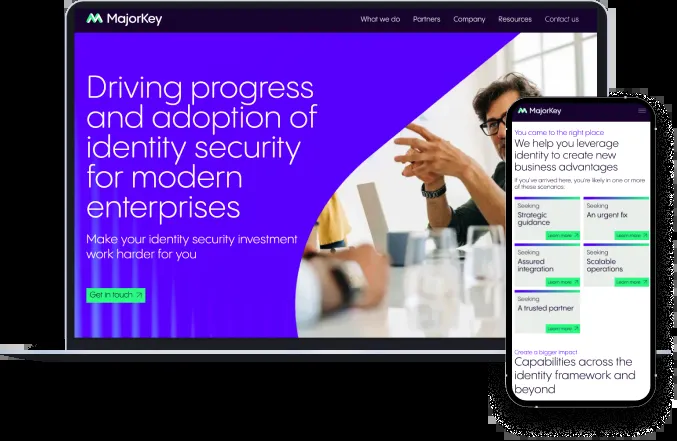 MajorKey
What we do
Partners
Company
Resources
Contact us
Driving progress
and adoption of
identity security
for modern
enterprises
Make your identity security investment
work harder for you
Get in touch
MajorKey
You came to the right place
We help you leverage
identity to create new
business advantages
If you've arrived here, you're likely in one or more
of these scenarios:
Seeking
Strategic
guidance
Learn more
Seeking
An urgent fix
Learn more
Seeking
Assured
integration
Learn more
Seeking
Scalable
operations
Learn more
Seeking
A trusted partner
Learn more
Create a bigger impact
Capabilities across the
identity framework and
beyond